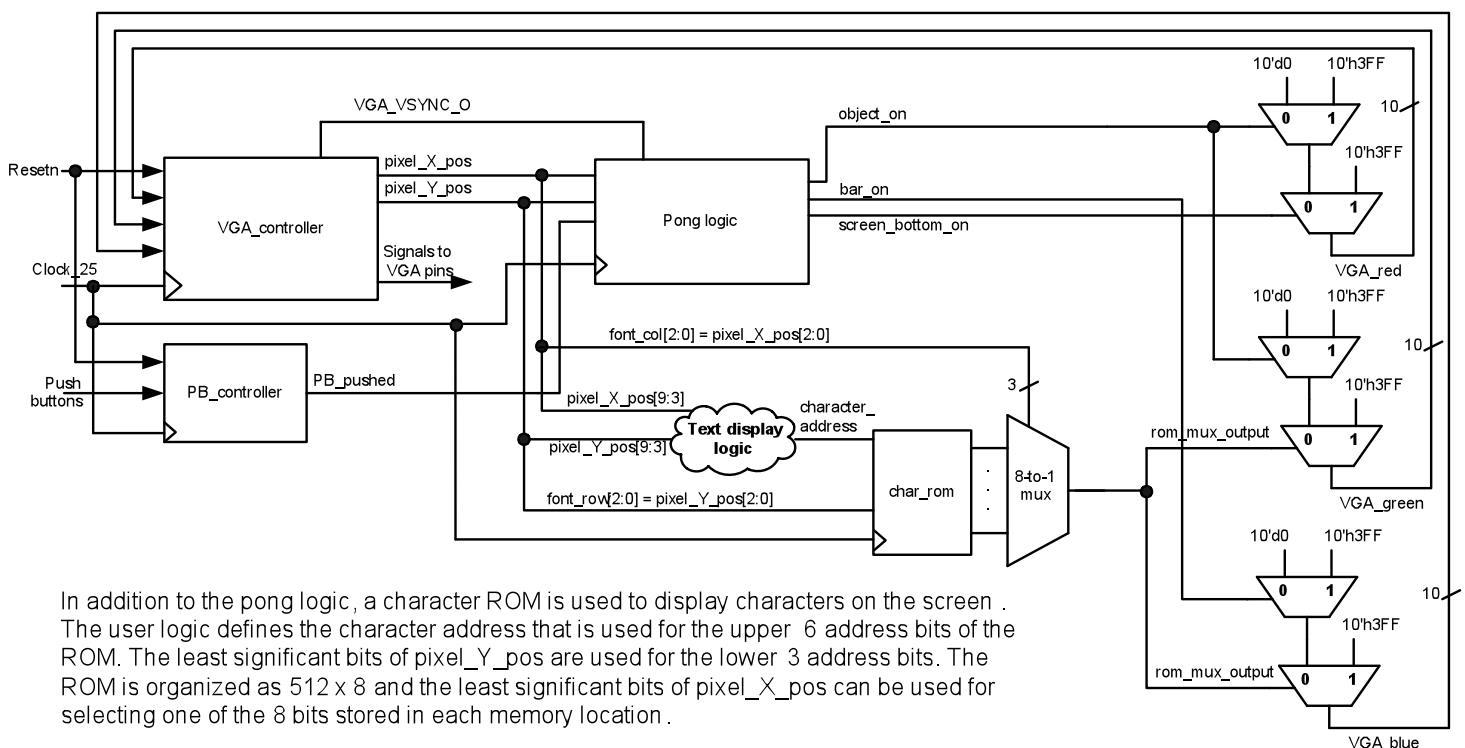 10'd0
10'h3FF
VGA_VSYNC_O
object_on
0
1
10
Resetn
pixel_X_pos
pixel_Y_pos
10'h3FF
VGA_controller
Pong logic
bar_on
screen_bottom_on
0
1
Signals to
VGA pins
Clock_25
VGA_red
10'd0
10'h3FF
font_col[2:0] = pixel_X_pos[2:0]
0
1
10
Push
buttons
PB_controller
PB_pushed
3
10'h3FF
pixel_X_pos[9:3]
character_
address
Text display
logic
pixel_Y_pos[9:3]
rom_mux_output
0
1
char_rom
.
.
.
8-to-1
mux
font_row[2:0] = pixel_Y_pos[2:0]
VGA_green
10'd0
10'h3FF
0
1
10
10'h3FF
rom_mux_output
0
1
VGA_blue
In addition to the pong logic, a character ROM is used to display characters on the screen .
The user logic defines the character address that is used for the upper 6 address bits of the
ROM. The least significant bits of pixel_Y_pos are used for the lower 3 address bits. The
ROM is organized as 512 x 8 and the least significant bits of pixel_X_pos can be used for
selecting one of the 8 bits stored in each memory location .